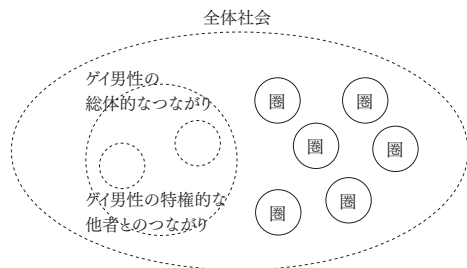 全体社会
ゲイ男性の
総体的なつながり
圏
圏
圏
圏
ゲイ男性の特権的な
他者とのつながり
圏
圏